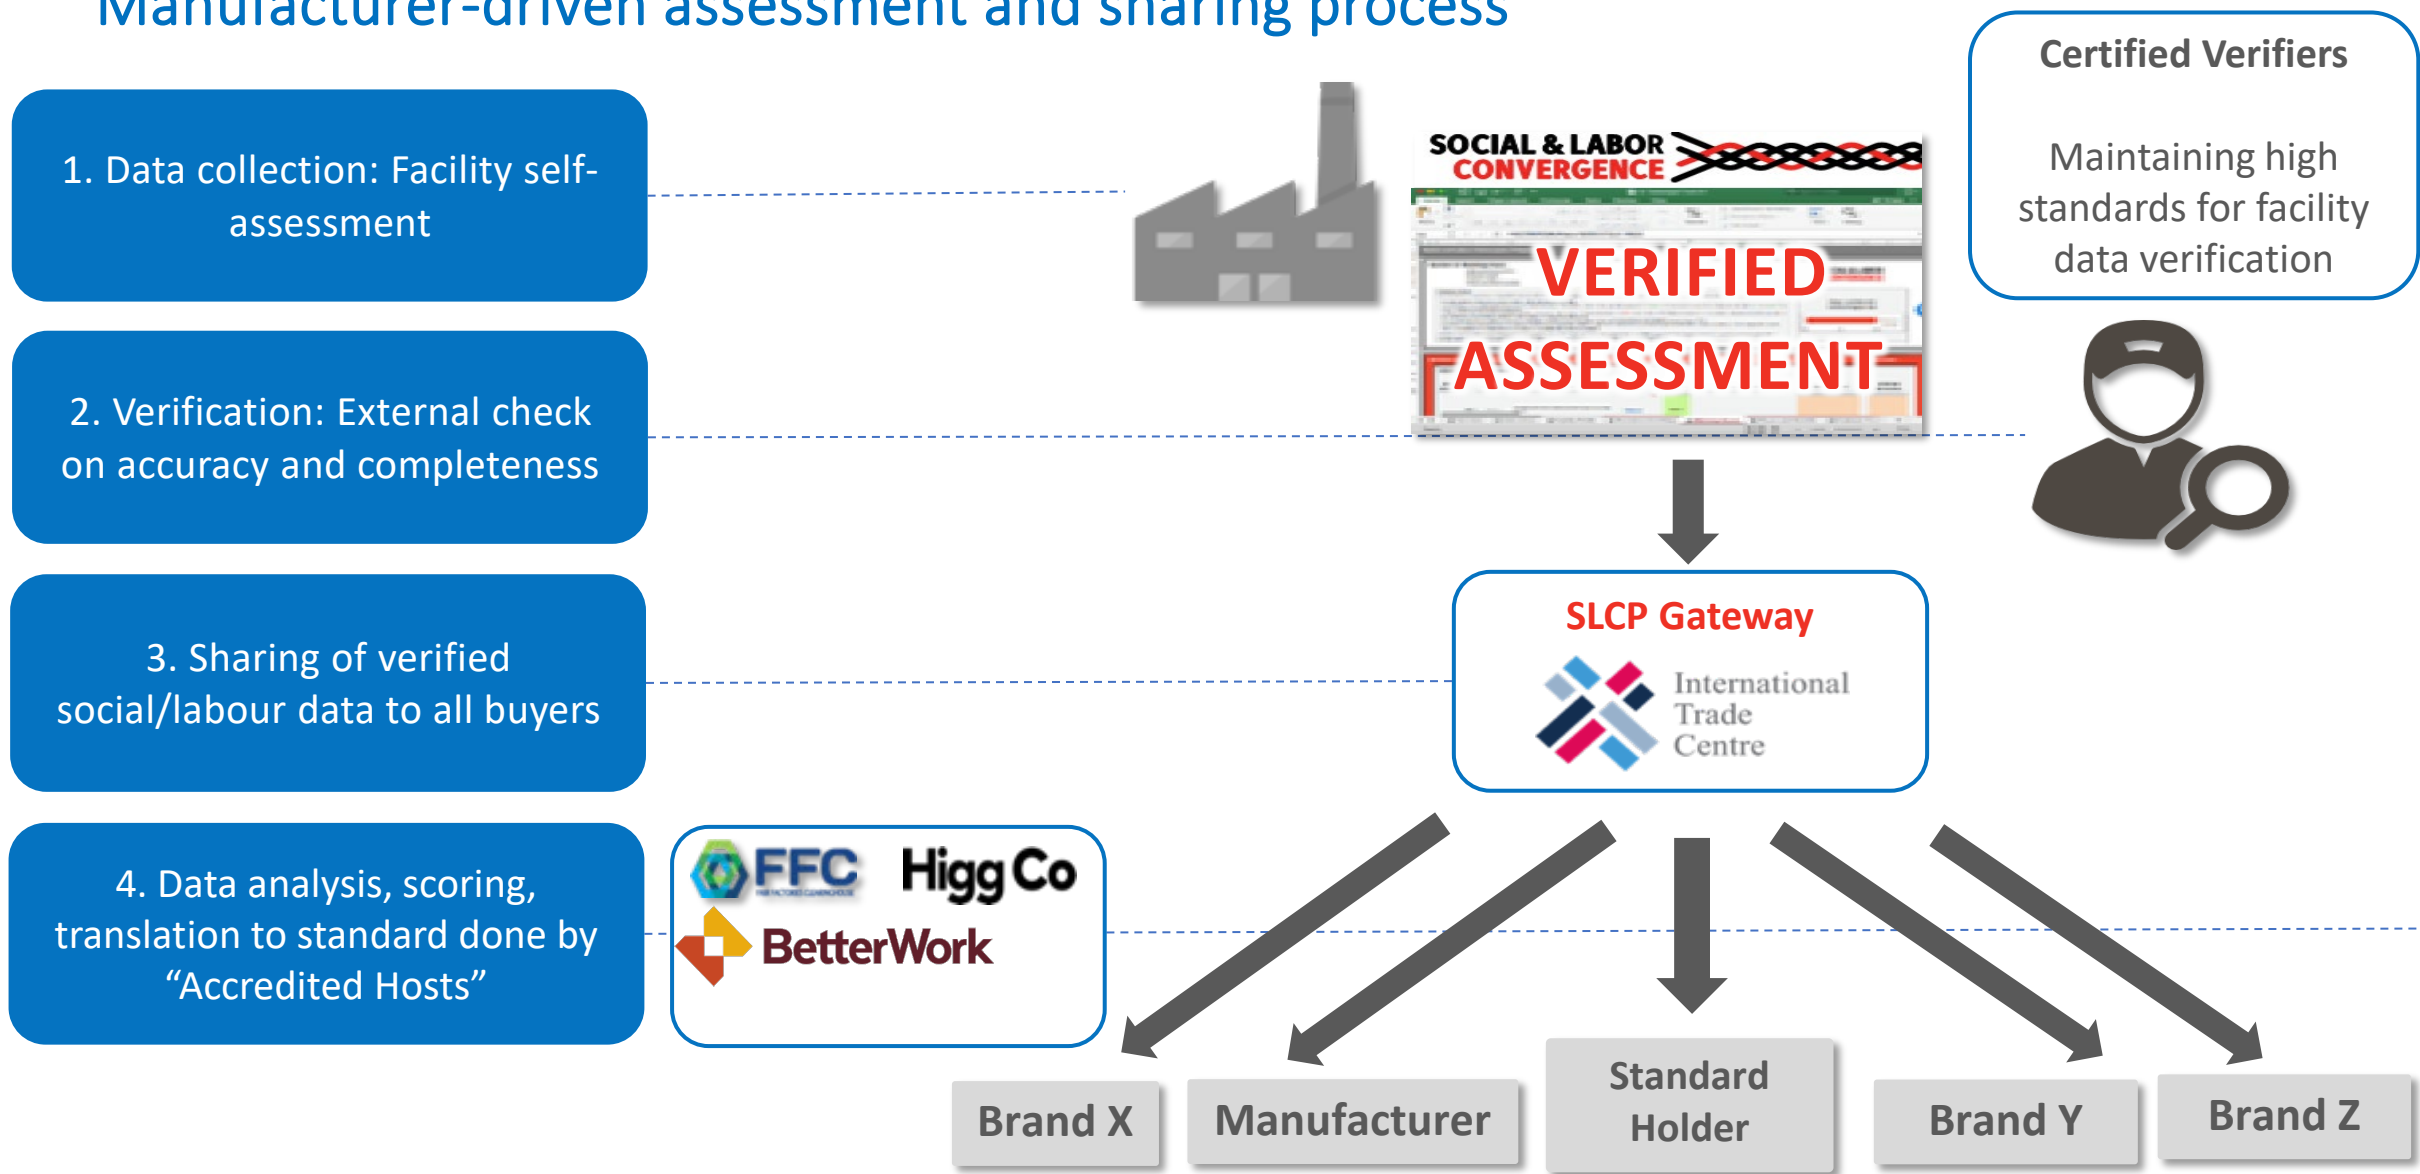 Manufacturer-driven assessment and sharing process
1. Data collection: Facility self-
assessment
2. Verification: External check
on accuracy and completeness
3. Sharing of verified
social/labour data to all buyers
4. Data analysis, scoring,
translation to standard done by
“Accredited Hosts”
SOCIAL & LABOR
CONVERGENCE
VERIFIED
ASSESSMENT
Certified Verifiers
Maintaining high
standards for facility
data verification
SLCP Gateway
International
Trade
Centre
FFC
FAIR FACTORIES CLEARINGHOUSE
Higg Co
BetterWork
Brand X
Manufacturer
Standard
Holder
Brand Y
Brand Z